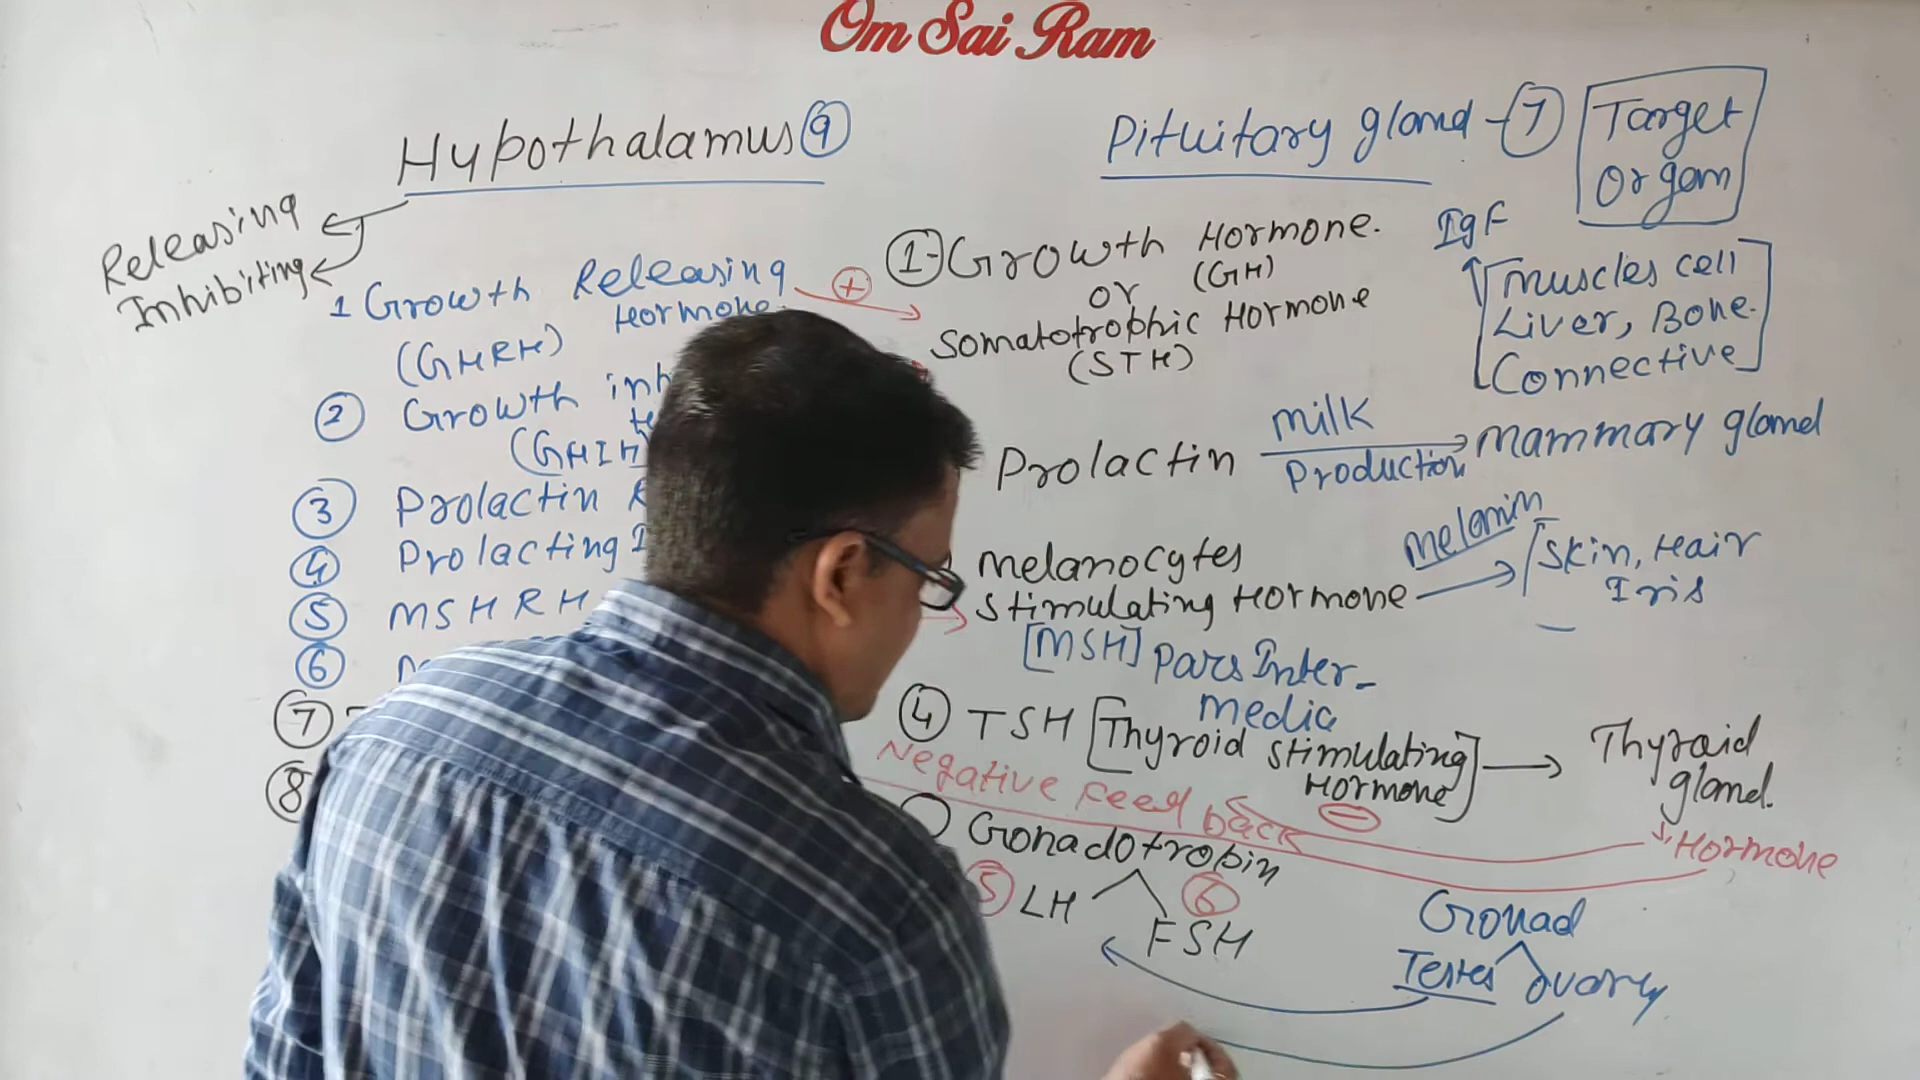 Om Sai Ram
Hypothalamus 9
Releasing
Inhibiting
1 Growth Releasing
Hormone
(GHRH)
2 Growth
(GHIH)
3 Prolactin
4 Prolacting
5 MSHRH
6
7
8
Pituitary gland - 7
Target
Organ
1- Growth Hormone.
or (GH)
Somatotrophic Hormone
(STH)
+
IgF
Muscles cell
Liver, Bone.
Connective
Prolactin
milk
Production
Mammary gland
Melanocytes
Stimulating Hormone
[MSH] Pars Inter-
media
Melanin
Skin, Hair
Iris
4 TSH [Thyroid Stimulating
Hormone]
Thyroid
gland.
Hormone
Negative Feed back
-
Gonadotropin
5 LH
6
FSH
Gonad
Testes ovary